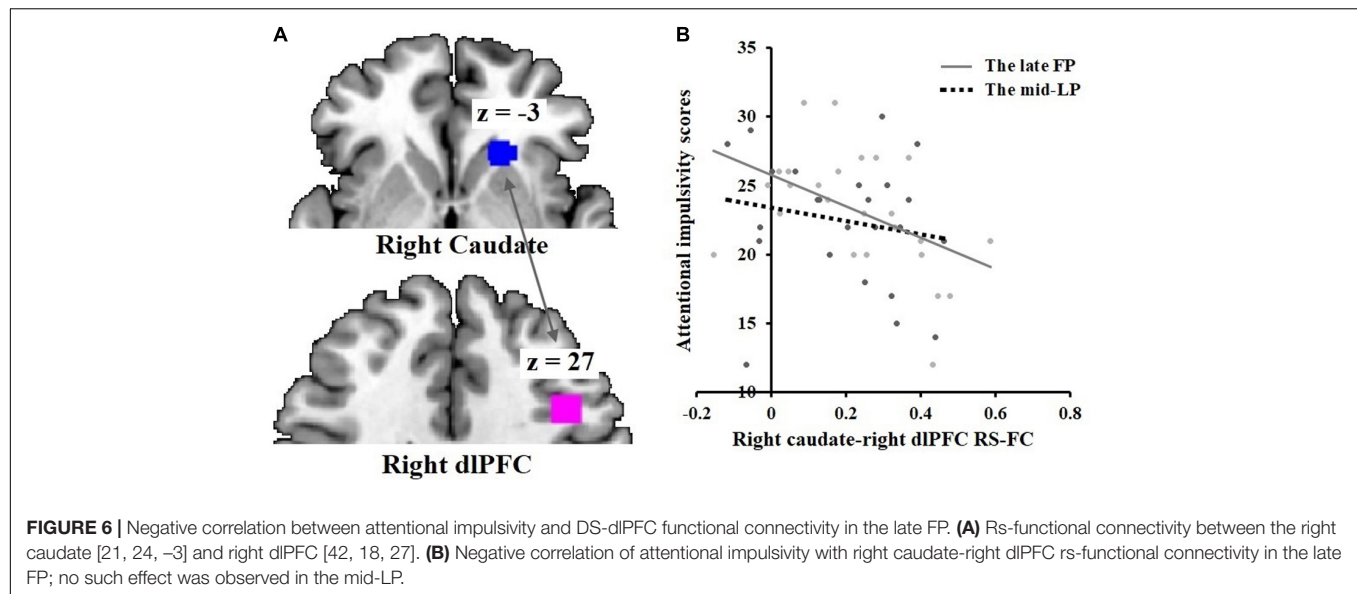 A
z = -3
Right Caudate
z = 27
Right dlPFC
B
35
30
25
20
15
10
Attentional impulsivity scores
The late FP
The mid-LP
-0.2 0 0.2 0.4 0.6 0.8
Right caudate-right dlPFC RS-FC
FIGURE 6 | Negative correlation between attentional impulsivity and DS-dlPFC functional connectivity in the late FP. (A) Rs-functional connectivity between the right
caudate [21, 24, –3] and right dlPFC [42, 18, 27]. (B) Negative correlation of attentional impulsivity with right caudate-right dlPFC rs-functional connectivity in the late
FP; no such effect was observed in the mid-LP.